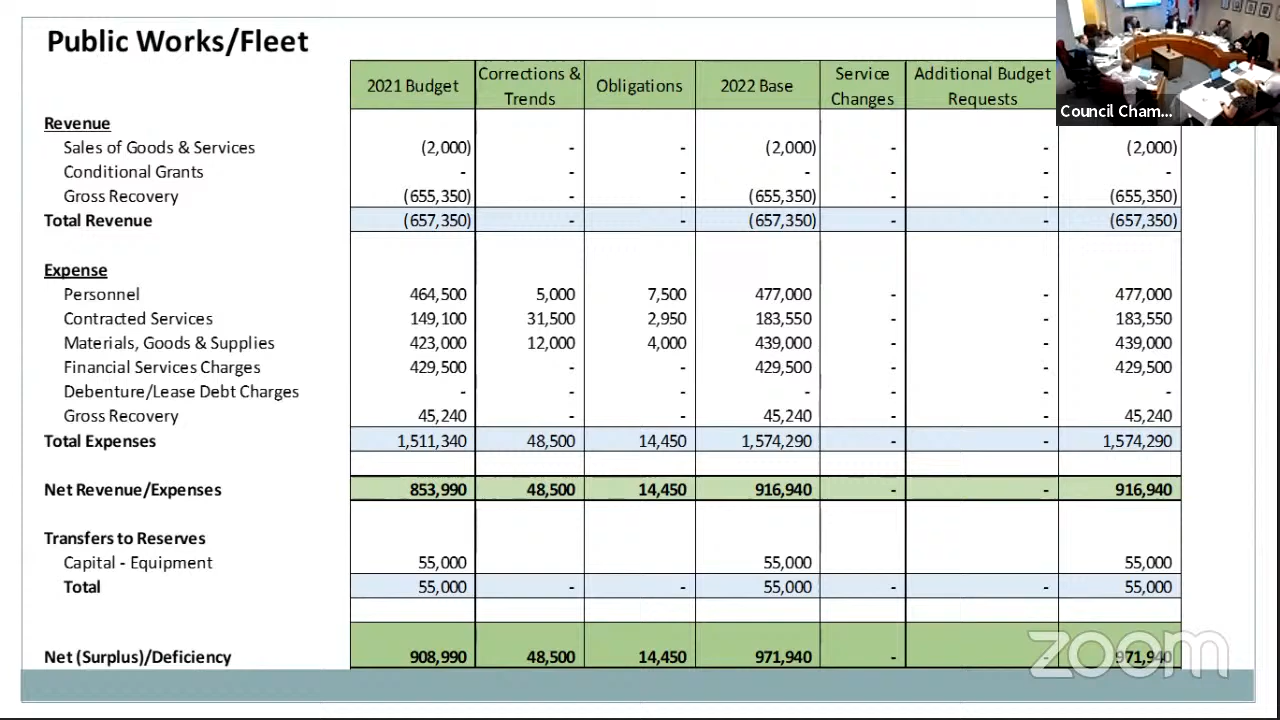 Public Works/Fleet
2021 Budget Corrections & Trends Obligations 2022 Base Service Changes Additional Budget Requests
Council Cham...
Revenue
Sales of Goods & Services (2,000) - - (2,000) - - (2,000)
Conditional Grants - - - - - - -
Gross Recovery (655,350) - - (655,350) - - (655,350)
Total Revenue (657,350) - - (657,350) - - (657,350)
Expense
Personnel 464,500 5,000 7,500 477,000 - - 477,000
Contracted Services 149,100 31,500 2,950 183,550 - - 183,550
Materials, Goods & Supplies 423,000 12,000 4,000 439,000 - - 439,000
Financial Services Charges 429,500 - - 429,500 - - 429,500
Debenture/Lease Debt Charges - - - - - - -
Gross Recovery 45,240 - - 45,240 - - 45,240
Total Expenses 1,511,340 48,500 14,450 1,574,290 - - 1,574,290
Net Revenue/Expenses 853,990 48,500 14,450 916,940 - - 916,940
Transfers to Reserves
Capital - Equipment 55,000 55,000 55,000
Total 55,000 - - 55,000 - - 55,000
Net (Surplus)/Deficiency 908,990 48,500 14,450 971,940 - - 971,940
zoom